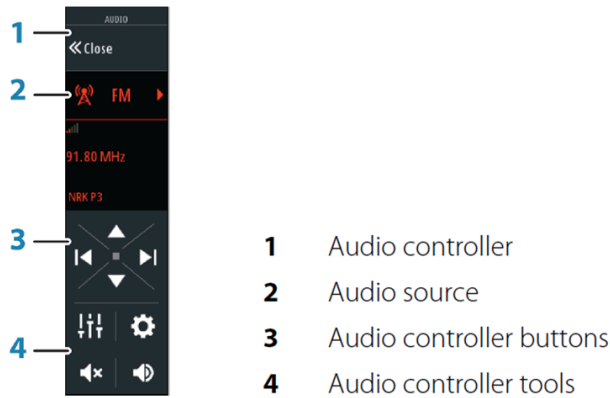 AUDIO
1
≪Close
2
FM
91.80 MHz
NRK P3
3
4
1 Audio controller
2 Audio source
3 Audio controller buttons
4 Audio controller tools